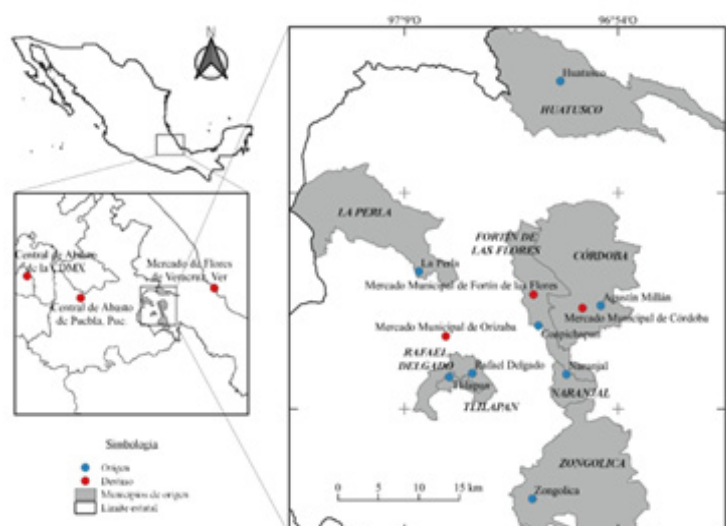 N
97°9'O
96°54'O
Huatusco
HUATUSCO
LA PERLA
FORTÍN DE
LAS FLORES
CÓRDOBA
La Perla
Mercado Municipal de Fortín de las Flores
Agustín Millán
Mercado Municipal de Córdoba
Cuapichapan
Mercado Municipal de Orizaba
RAFAEL
DELGADO
Rafael Delgado
Tlilapan
TLILAPAN
Naranjal
NARANJAL
ZONGOLICA
Zongolica
0 5 10 15 km
Central de Abasto
de la CDMX
Mercado de Flores
de Veracruz, Ver
Central de Abasto
de Puebla, Pue.
Simbología
Origen
Destino
Municipios de origen
Límite estatal